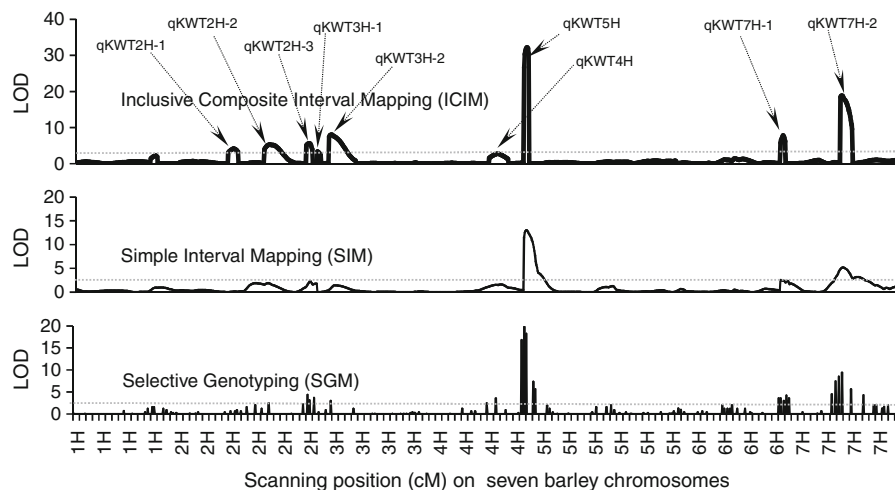 40
30
20
10
0
LOD
qKWT2H-1
qKWT2H-2
qKWT2H-3
qKWT3H-1
qKWT3H-2
qKWT5H
qKWT4H
qKWT7H-1
qKWT7H-2
Inclusive Composite Interval Mapping (ICIM)
20
15
10
5
0
LOD
Simple Interval Mapping (SIM)
20
15
10
5
0
LOD
Selective Genotyping (SGM)
1H 1H 1H 1H 1H 2H 2H 2H 2H 2H 3H 3H 3H 3H 4H 4H 4H 4H 5H 5H 5H 5H 5H 6H 6H 6H 6H 7H 7H 7H 7H
Scanning position (cM) on seven barley chromosomes